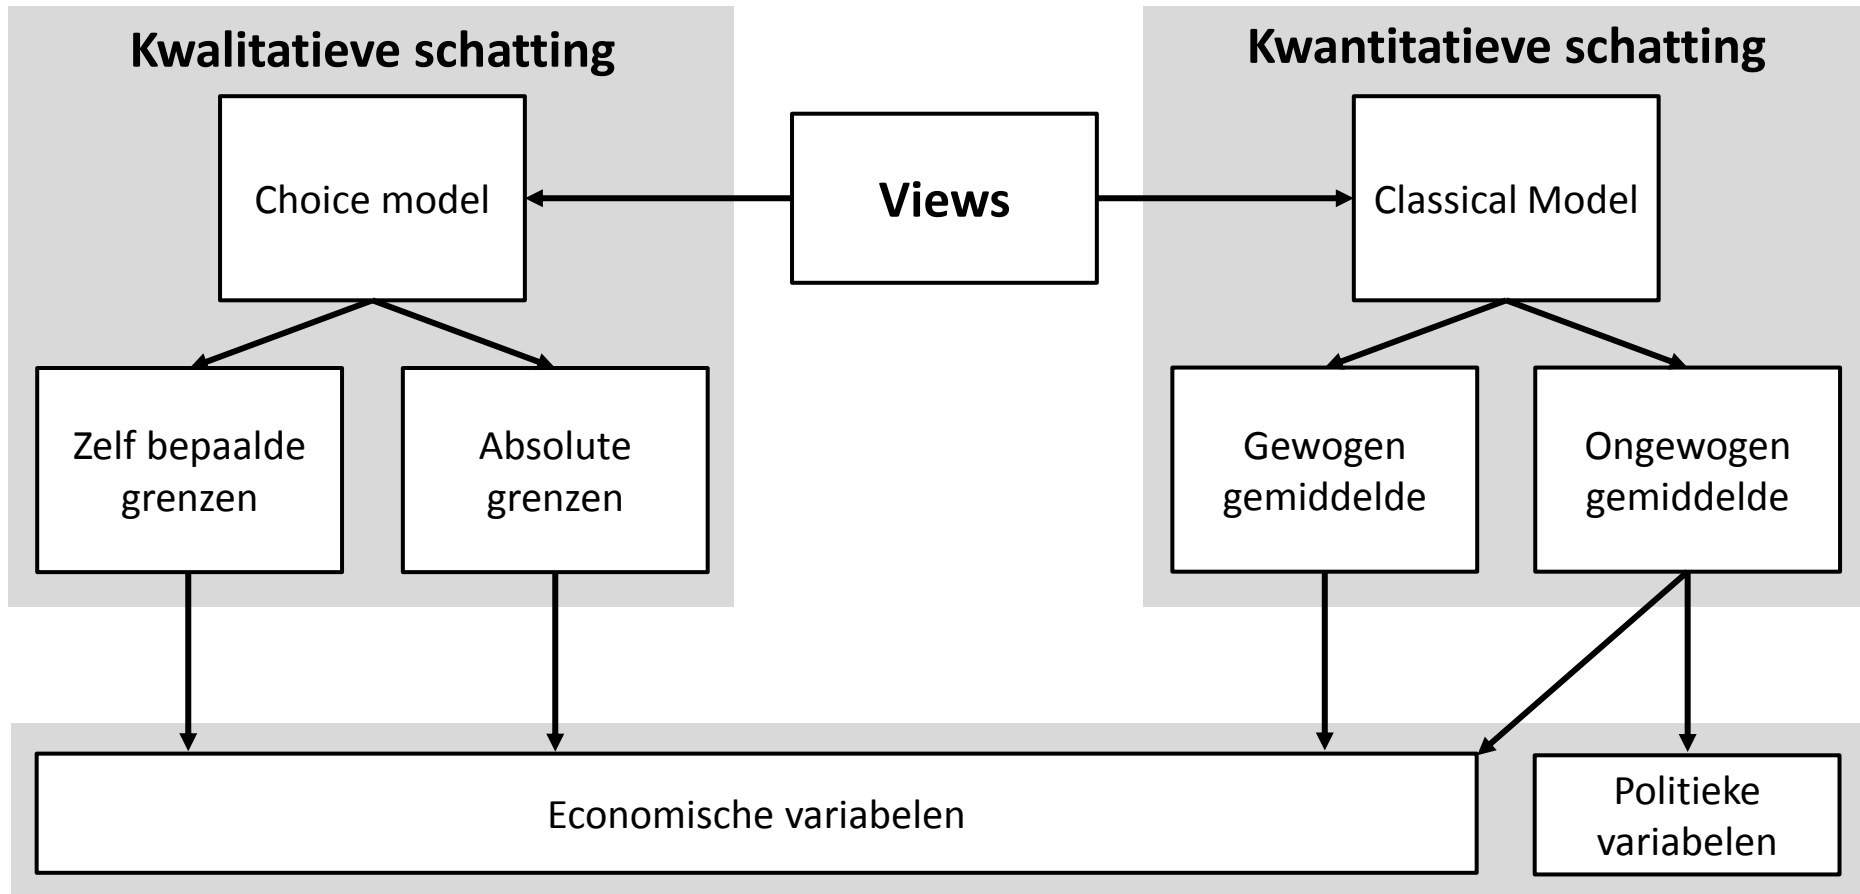 Kwalitatieve schatting
Kwantitatieve schatting
Choice model
Views
Classical Model
Zelf bepaalde
grenzen
Absolute
grenzen
Gewogen
gemiddelde
Ongewogen
gemiddelde
Economische variabelen
Politieke
variabelen